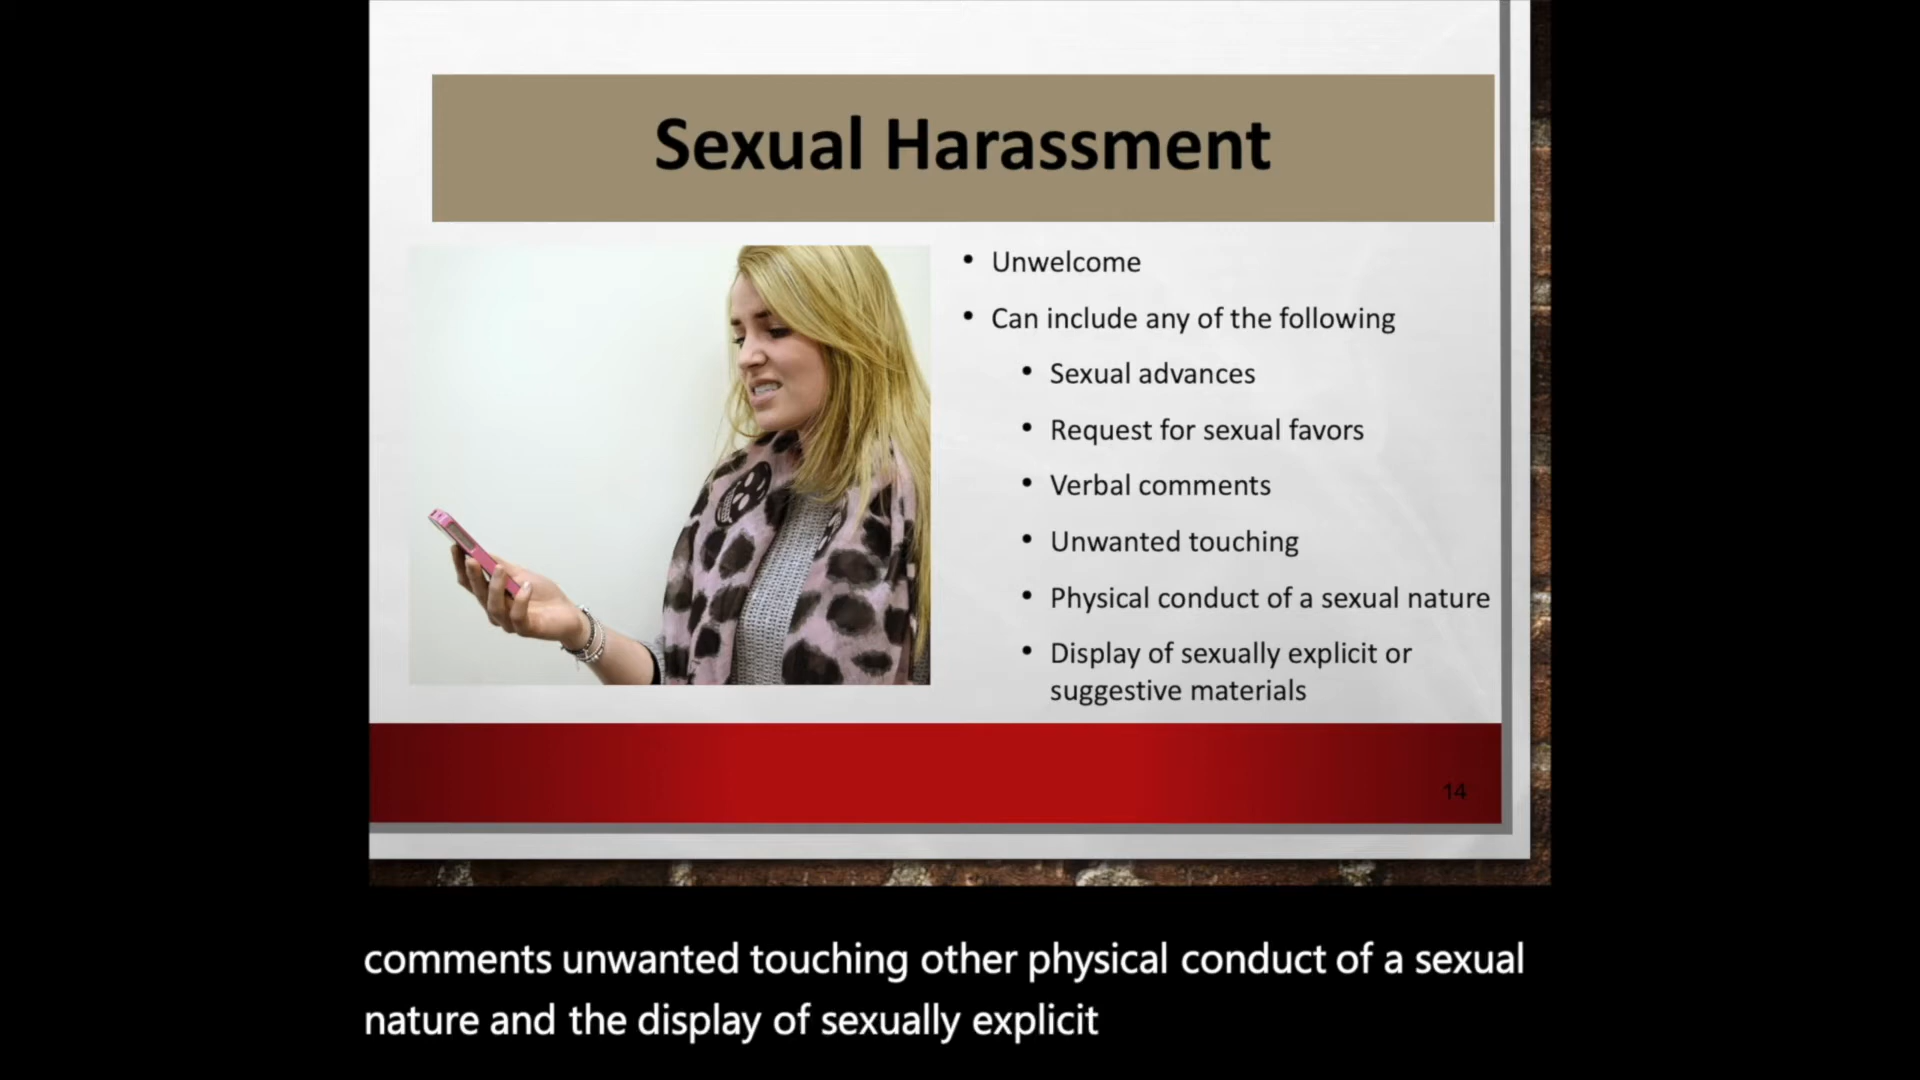 Sexual Harassment
• Unwelcome
• Can include any of the following
• Sexual advances
• Request for sexual favors
• Verbal comments
• Unwanted touching
• Physical conduct of a sexual nature
• Display of sexually explicit or
suggestive materials
14
comments unwanted touching other physical conduct of a sexual
nature and the display of sexually explicit